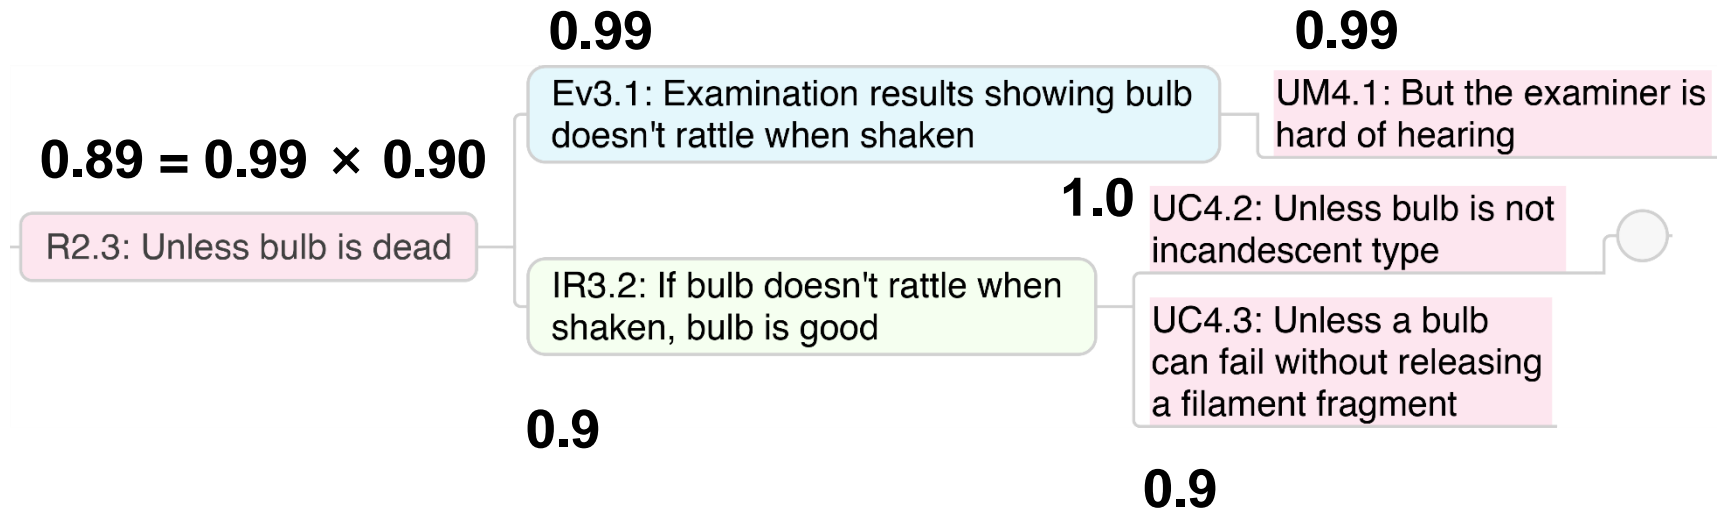 0.99
0.99
Ev3.1: Examination results showing bulb
doesn't rattle when shaken
UM4.1: But the examiner is
hard of hearing
0.89 = 0.99 × 0.90
R2.3: Unless bulb is dead
1.0
UC4.2: Unless bulb is not
incandescent type
IR3.2: If bulb doesn't rattle when
shaken, bulb is good
UC4.3: Unless a bulb
can fail without releasing
a filament fragment
0.9
0.9